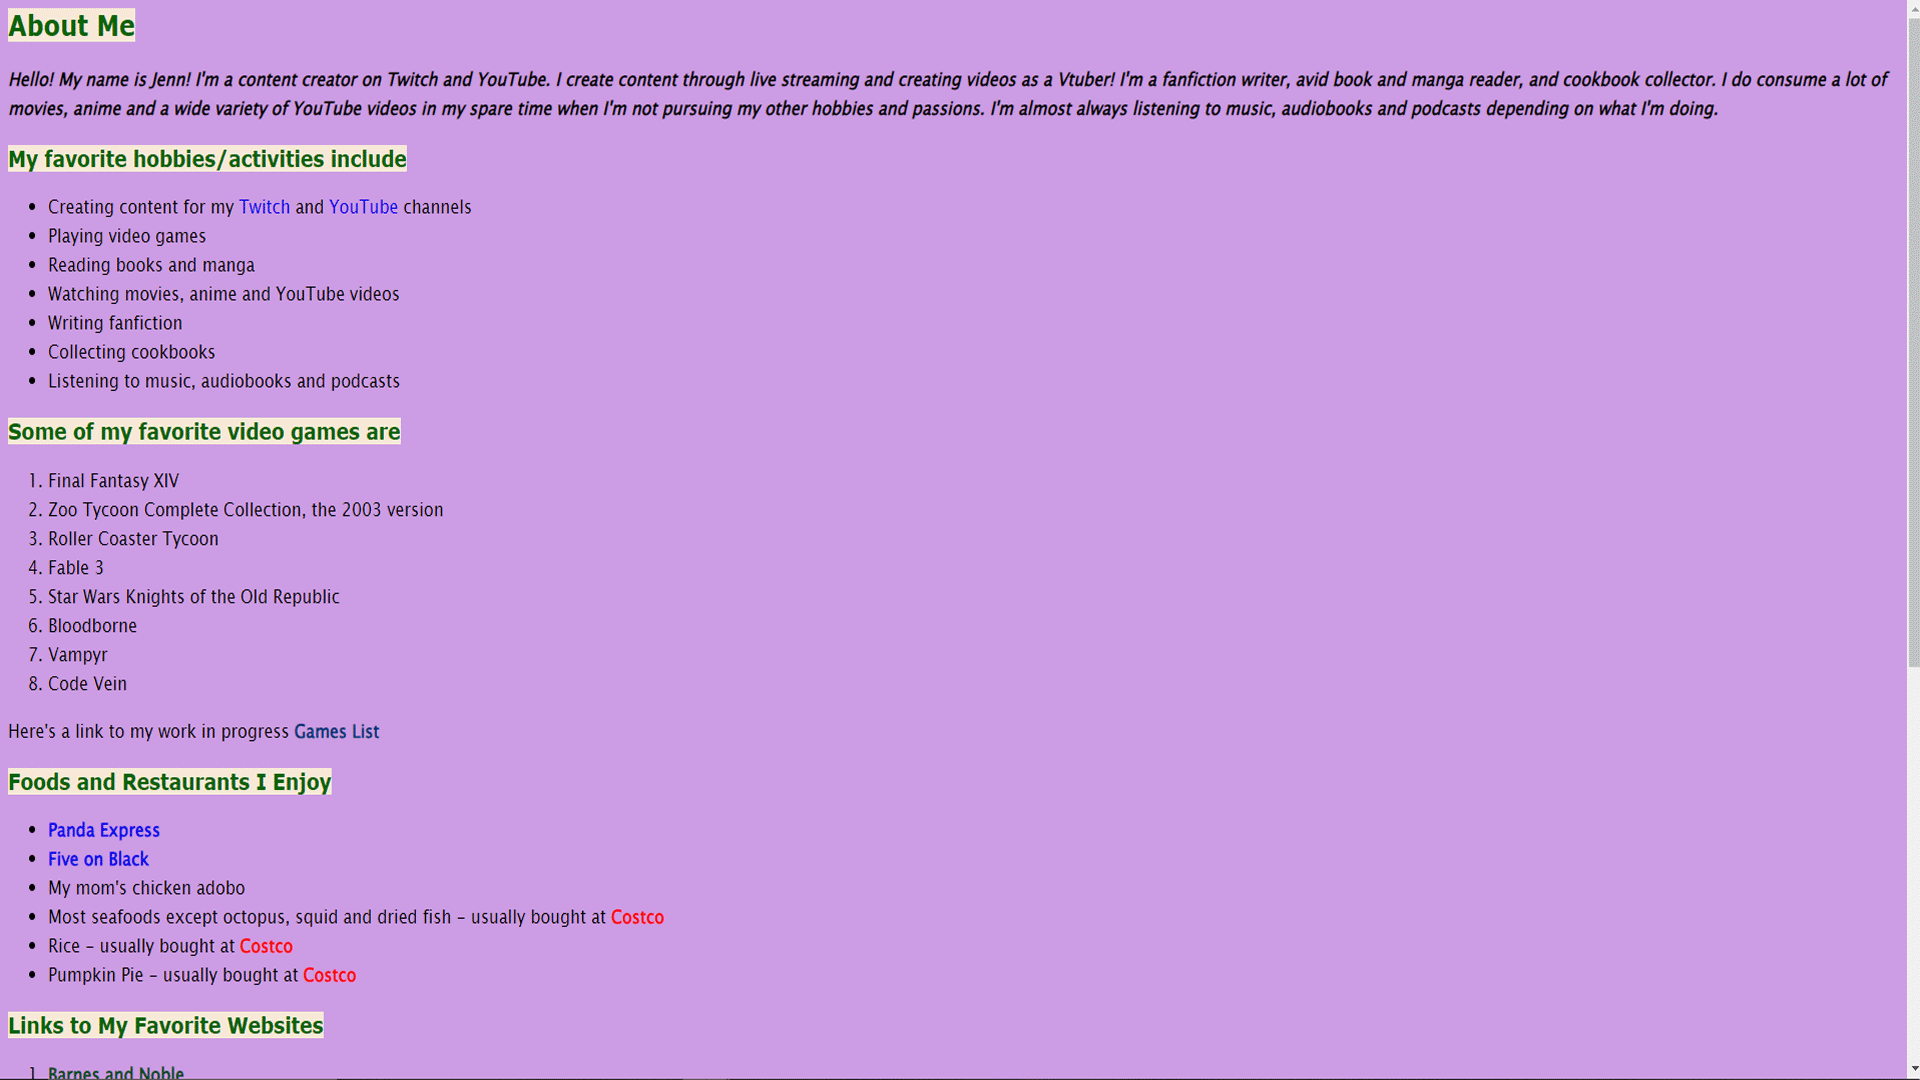 About Me
Hello! My name is Jenn! I'm a content creator on Twitch and YouTube. I create content through live streaming and creating videos as a Vtuber! I'm a fanfiction writer, avid book and manga reader, and cookbook collector. I do consume a lot of
movies, anime and a wide variety of YouTube videos in my spare time when I'm not pursuing my other hobbies and passions. I'm almost always listening to music, audiobooks and podcasts depending on what I'm doing.
My favorite hobbies/activities include
• Creating content for my Twitch and YouTube channels
• Playing video games
• Reading books and manga
• Watching movies, anime and YouTube videos
• Writing fanfiction
• Collecting cookbooks
• Listening to music, audiobooks and podcasts
Some of my favorite video games are
1. Final Fantasy XIV
2. Zoo Tycoon Complete Collection, the 2003 version
3. Roller Coaster Tycoon
4. Fable 3
5. Star Wars Knights of the Old Republic
6. Bloodborne
7. Vampyr
8. Code Vein
Here's a link to my work in progress Games List
Foods and Restaurants I Enjoy
• Panda Express
• Five on Black
• My mom's chicken adobo
• Most seafoods except octopus, squid and dried fish – usually bought at Costco
• Rice – usually bought at Costco
• Pumpkin Pie – usually bought at Costco
Links to My Favorite Websites
1. Barnes and Noble